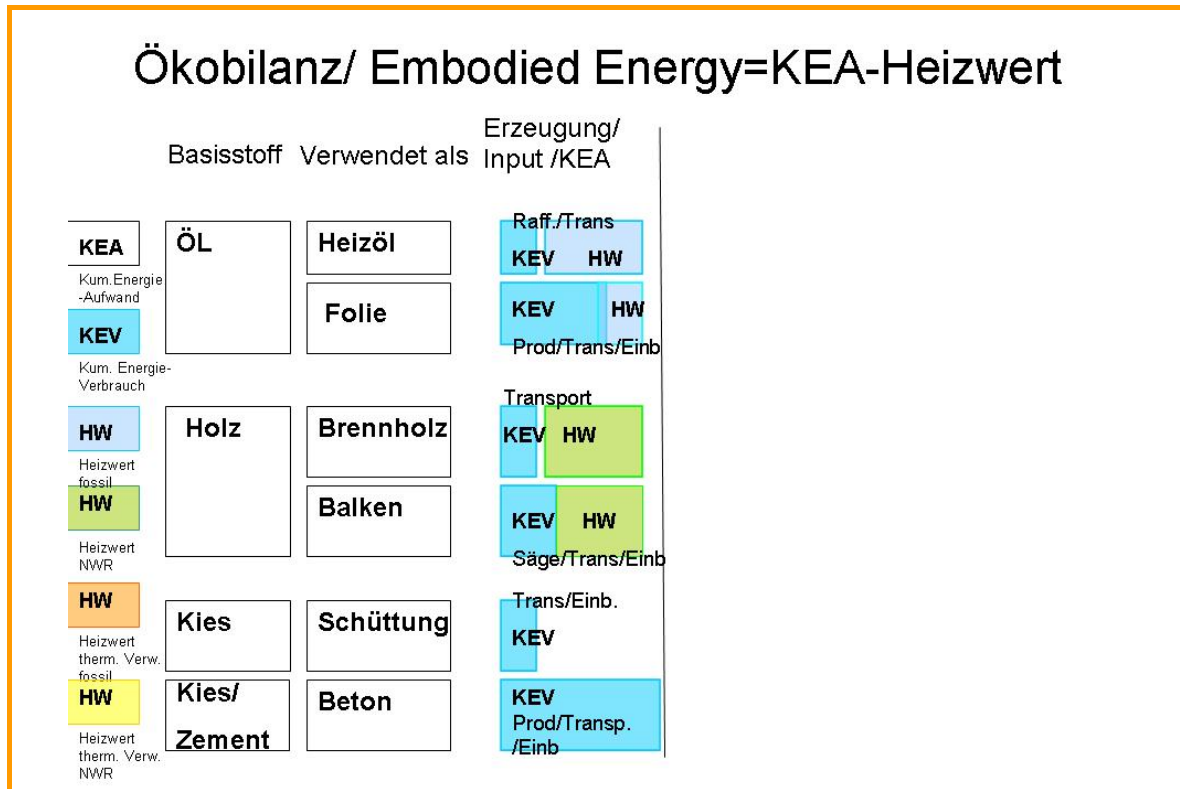 Ökobilanz/ Embodied Energy=KEA-Heizwert
Basisstoff
Verwendet als
Erzeugung/
Input /KEA
KEA
Kum.Energie
-Aufwand
KEV
Kum. Energie-
Verbrauch
HW
Heizwert
fossil
HW
Heizwert
NWR
HW
Heizwert
therm. Verw.
fossil
HW
Heizwert
therm. Verw.
NWR
ÖL
Heizöl
Raff./Trans
KEV HW
Folie
KEV HW
Prod/Trans/Einb
Holz
Brennholz
Transport
KEV HW
Balken
KEV HW
Säge/Trans/Einb
Kies
Schüttung
Trans/Einb.
KEV
Kies/
Zement
Beton
KEV
Prod/Transp.
/Einb